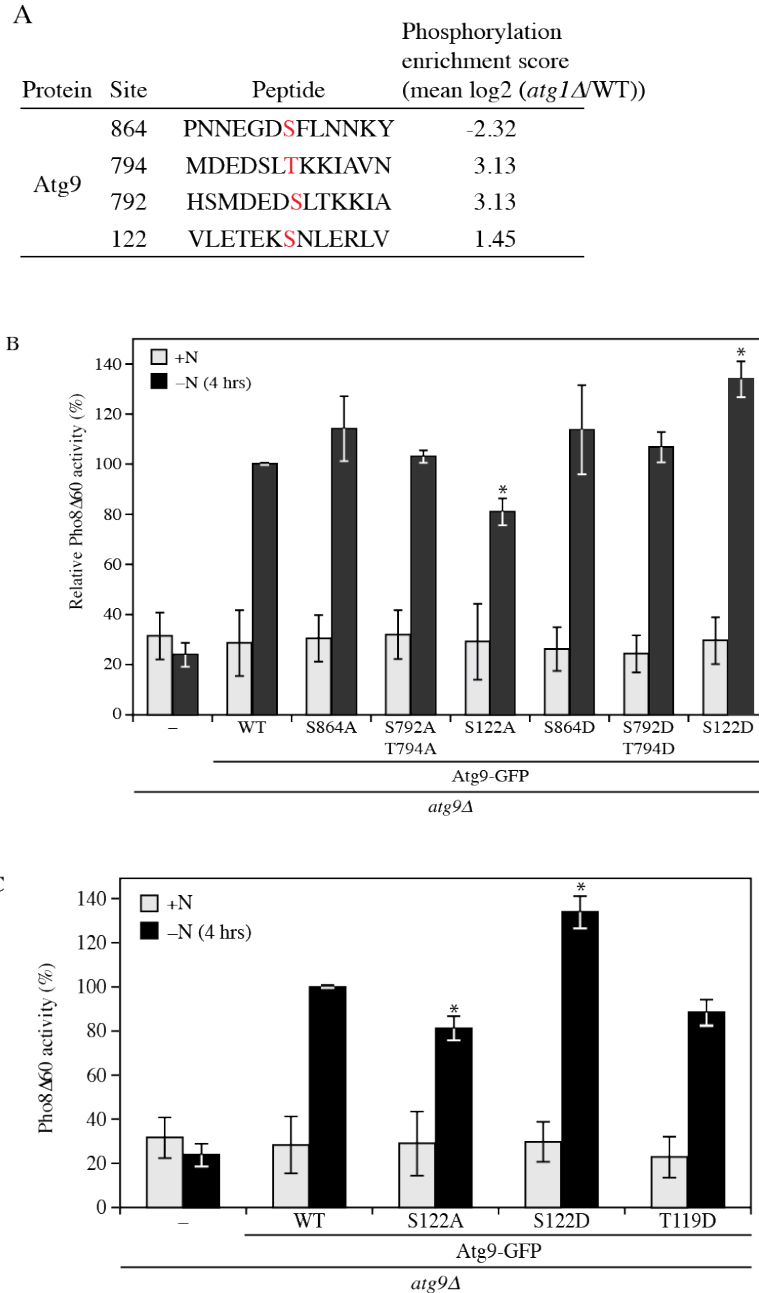 A
Phosphorylation
enrichment score
Protein Site Peptide (mean log2 (atg1Δ/WT))
864 PNNEGDSFLNNKY -2.32
794 MDEDSLTKKIAVN 3.13
Atg9
792 HSMDEDSLTKKIA 3.13
122 VLETEKSNLERLV 1.45
B
Relative Pho8Δ60 activity (%)
140
120
100
80
60
40
20
0
+N
–N (4 hrs)
* * 
– WT S864A S792A S122A S864D S792D S122D
T794A T794D
Atg9-GFP
atg9Δ
Pho8Δ60 activity (%)
140
120
100
80
60
40
20
0
+N
–N (4 hrs)
* *
– WT S122A S122D T119D
Atg9-GFP
atg9Δ